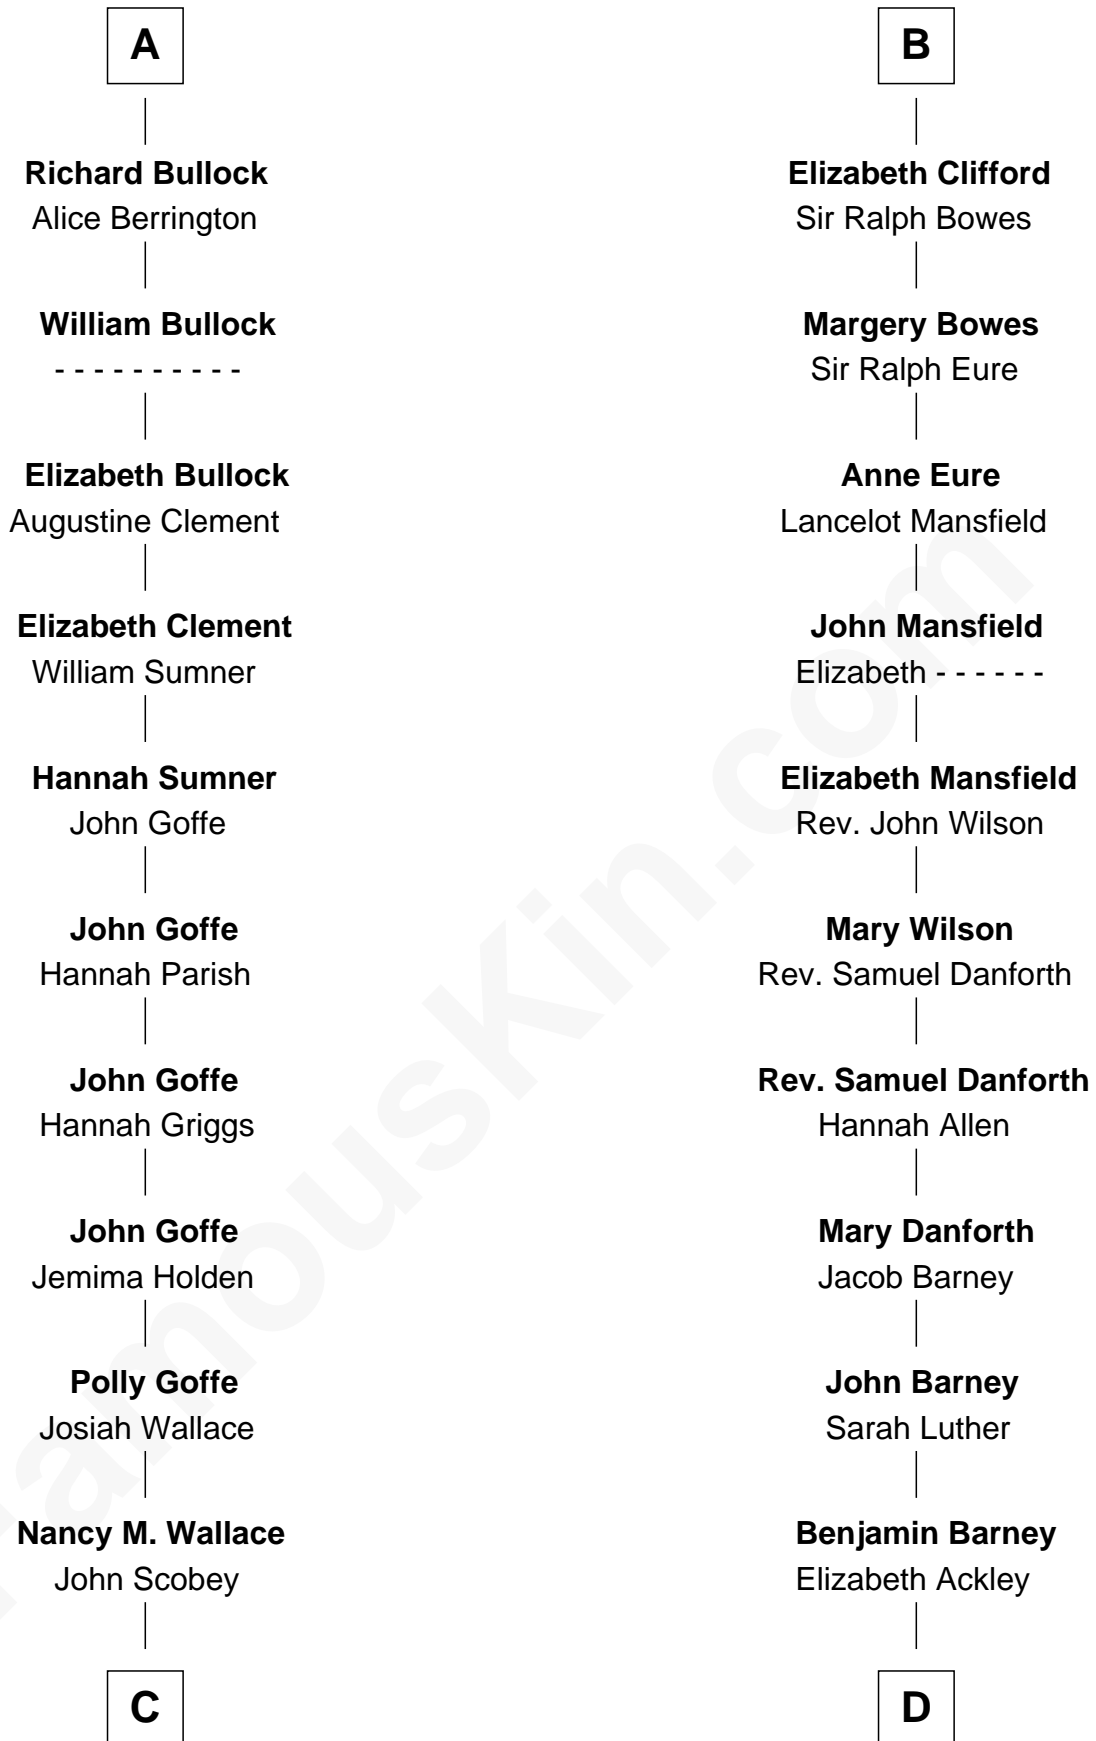 A
Richard Bullock
Alice Berrington
William Bullock
- - - - - - - - - -
Elizabeth Bullock
Augustine Clement
Elizabeth Clement
William Sumner
Hannah Sumner
John Goffe
John Goffe
Hannah Parish
John Goffe
Hannah Griggs
John Goffe
Jemima Holden
Polly Goffe
Josiah Wallace
Nancy M. Wallace
John Scobey
C
B
Elizabeth Clifford
Sir Ralph Bowes
Margery Bowes
Sir Ralph Eure
Anne Eure
Lancelot Mansfield
John Mansfield
Elizabeth - - - - - -
Elizabeth Mansfield
Rev. John Wilson
Mary Wilson
Rev. Samuel Danforth
Rev. Samuel Danforth
Hannah Allen
Mary Danforth
Jacob Barney
John Barney
Sarah Luther
Benjamin Barney
Elizabeth Ackley
D
FamousKin.com